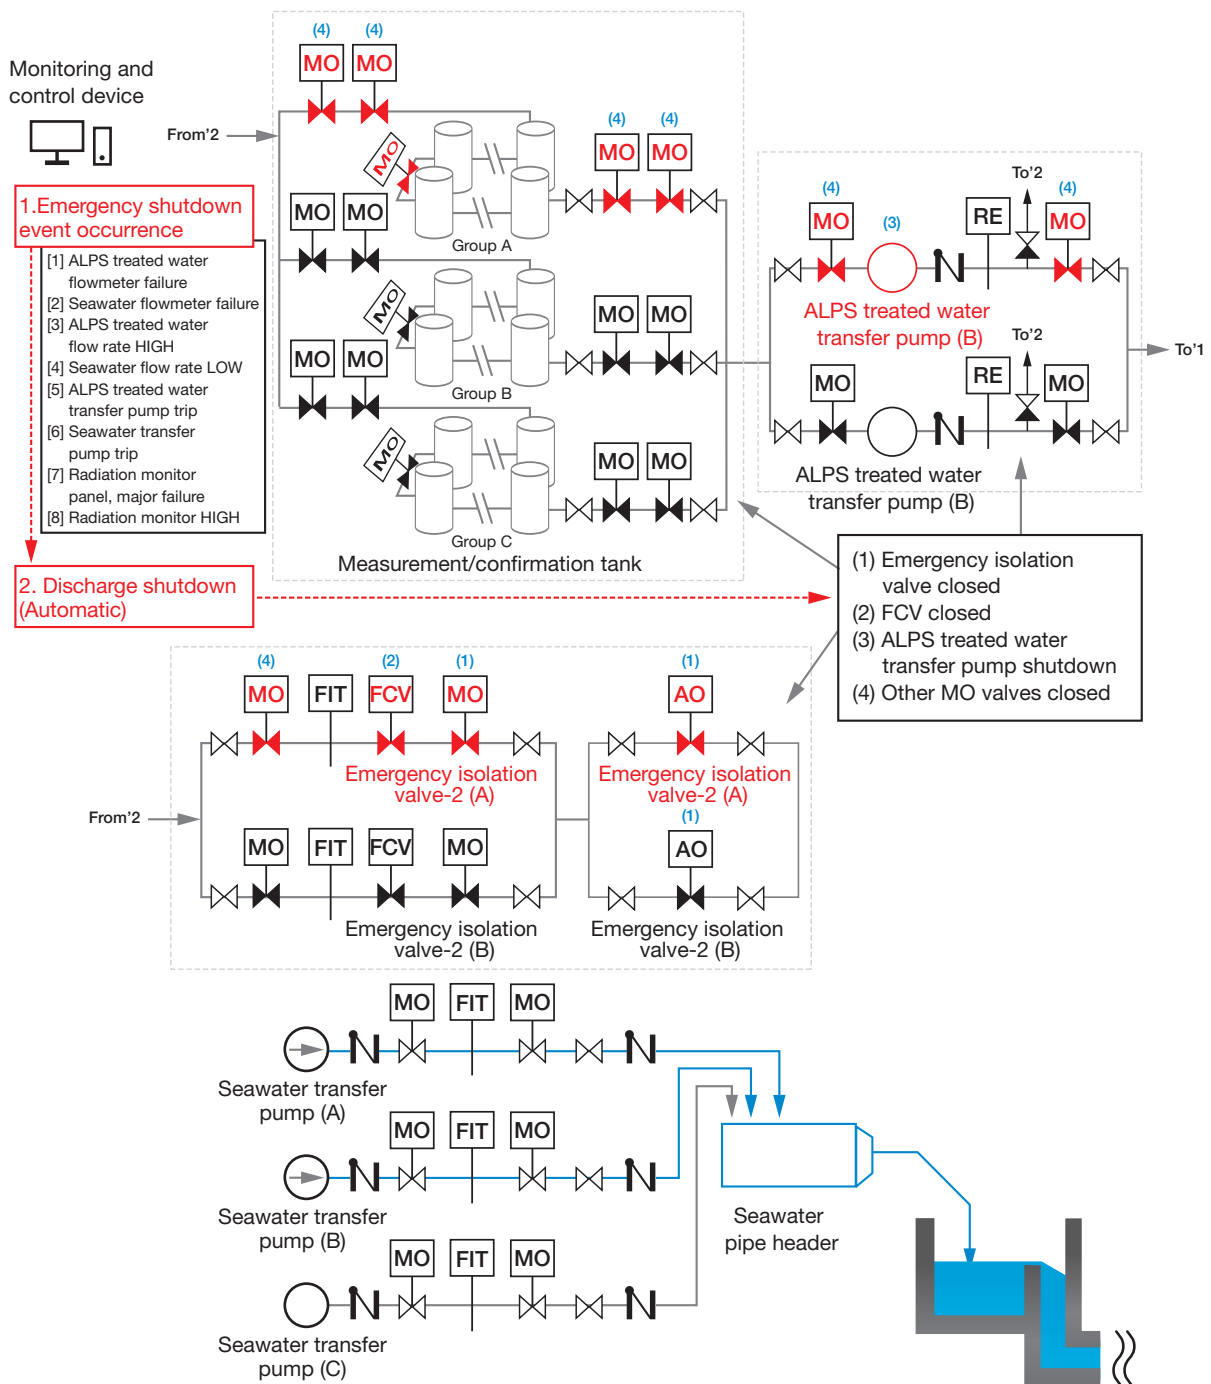 Monitoring and
control device
1.Emergency shutdown
event occurrence
[1] ALPS treated water
flowmeter failure
[2] Seawater flowmeter failure
[3] ALPS treated water
flow rate HIGH
[4] Seawater flow rate LOW
[5] ALPS treated water
transfer pump trip
[6] Seawater transfer
pump trip
[7] Radiation monitor
panel, major failure
[8] Radiation monitor HIGH
2. Discharge shutdown
(Automatic)
(4) (4)
MO MO
From'2
(4) (4)
MO MO MO
Group A
MO MO
MO MO MO
Group B
MO MO
MO MO MO
Group C
Measurement/confirmation tank
To'2
(4) (3) (4)
MO RE MO
ALPS treated water
transfer pump (B)
To'2
MO RE MO
To'1
ALPS treated water
transfer pump (B)
(1) Emergency isolation
valve closed
(2) FCV closed
(3) ALPS treated water
transfer pump shutdown
(4) Other MO valves closed
(4) (2) (1) (1)
MO FIT FCV MO AO
Emergency isolation
valve-2 (A)
Emergency isolation
valve-2 (A)
From'2
(1)
MO FIT FCV MO AO
Emergency isolation
valve-2 (B)
Emergency isolation
valve-2 (B)
MO FIT MO
Seawater transfer
pump (A)
MO FIT MO
Seawater transfer
pump (B)
MO FIT MO
Seawater transfer
pump (C)
Seawater
pipe header